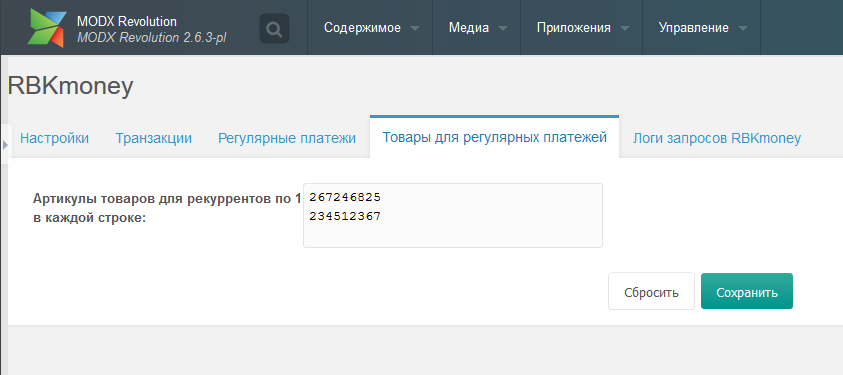 MODX Revolution
MODX Revolution 2.6.3-pl
Содержимое Медиа Приложения Управление
RBKmoney
Настройки Транзакции Регулярные платежи Товары для регулярных платежей Логи запросов RBKmoney
Артикулы товаров для рекуррентов по 1
в каждой строке:
267246825
234512367
Сбросить Сохранить